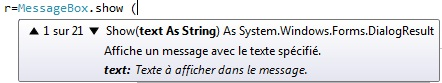 r=MessageBox.show (
▲ 1 sur 21 ▼ Show(text As String) As System.Windows.Forms.DialogResult
Affiche un message avec le texte spécifié.
text: Texte à afficher dans le message.